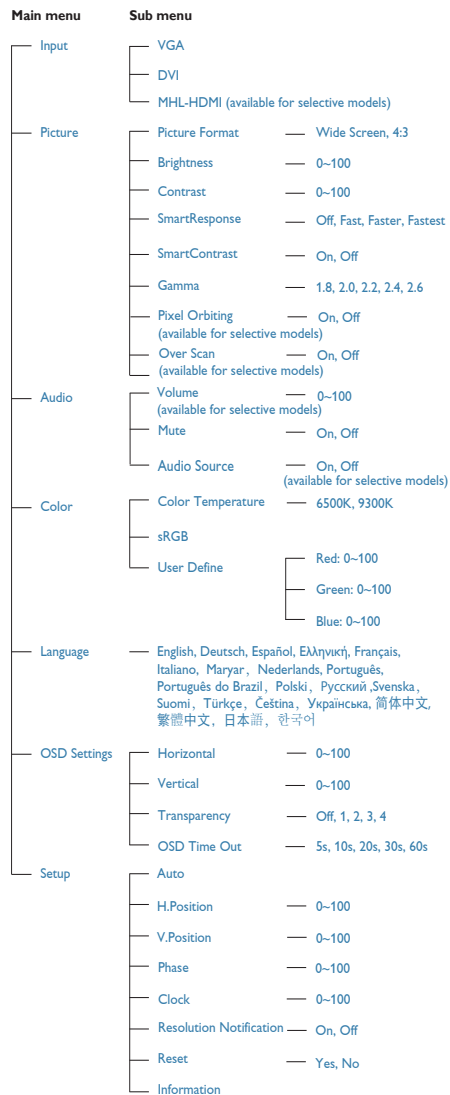 Main menu Sub menu
Input VGA
DVI
MHL-HDMI (available for selective models)
Picture Picture Format Wide Screen, 4:3
Brightness 0~100
Contrast 0~100
SmartResponse Off, Fast, Faster, Fastest
SmartContrast On, Off
Gamma 1.8, 2.0, 2.2, 2.4, 2.6
Pixel Orbiting On, Off
(available for selective models)
Over Scan On, Off
(available for selective models)
Audio Volume 0~100
(available for selective models)
Mute On, Off
Audio Source On, Off
(available for selective models)
Color Color Temperature 6500K, 9300K
sRGB
User Define Red: 0~100
Green: 0~100
Blue: 0~100
Language English, Deutsch, Español, Ελληνική, Français,
Italiano, Maryar, Nederlands, Português,
Português do Brazil, Polski, Русский ,Svenska,
Suomi, Türkçe, Čeština, Українська, 简体中文,
繁體中文, 日本語, 한국어
OSD Settings Horizontal 0~100
Vertical 0~100
Transparency Off, 1, 2, 3, 4
OSD Time Out 5s, 10s, 20s, 30s, 60s
Setup Auto
H.Position 0~100
V.Position 0~100
Phase 0~100
Clock 0~100
Resolution Notification On, Off
Reset Yes, No
Information